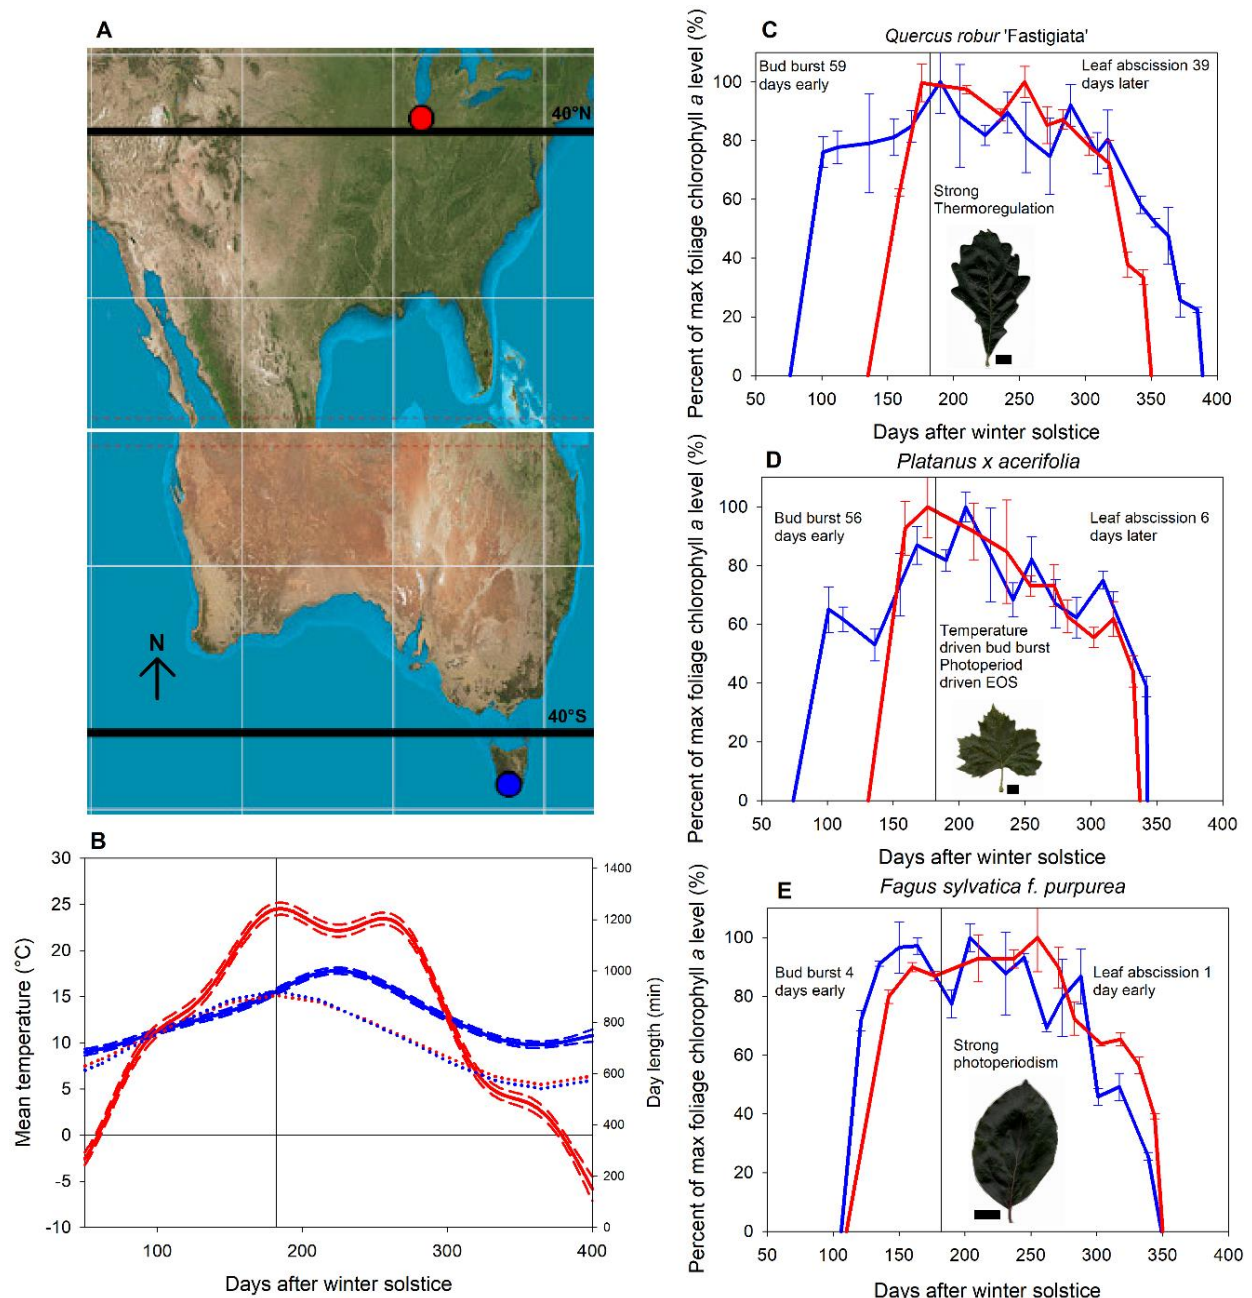 A
40°N
N
40°S
B
30
25
20
15
10
5
0
-5
-10
1400
1200
1000
800
600
400
200
0
Mean temperature (°C)
Day length (min)
100
200
300
400
Days after winter solstice
C
Quercus robur 'Fastigiata'
Bud burst 59
days early
Leaf abscission 39
days later
Strong
Thermoregulation
Percent of max foliage chlorophyll a level (%)
100
80
60
40
20
0
50
100
150
200
250
300
350
400
Days after winter solstice
D
Platanus x acerifolia
Bud burst 56
days early
Leaf abscission 6
days later
Temperature
driven bud burst
Photoperiod
driven EOS
Percent of max foliage chlorophyll a level (%)
100
80
60
40
20
0
50
100
150
200
250
300
350
400
Days after winter solstice
E
Fagus sylvatica f. purpurea
Bud burst 4
days early
Leaf abscission 1
day early
Strong
photoperiodism
Percent of max foliage chlorophyll a level (%)
100
80
60
40
20
0
50
100
150
200
250
300
350
400
Days after winter solstice